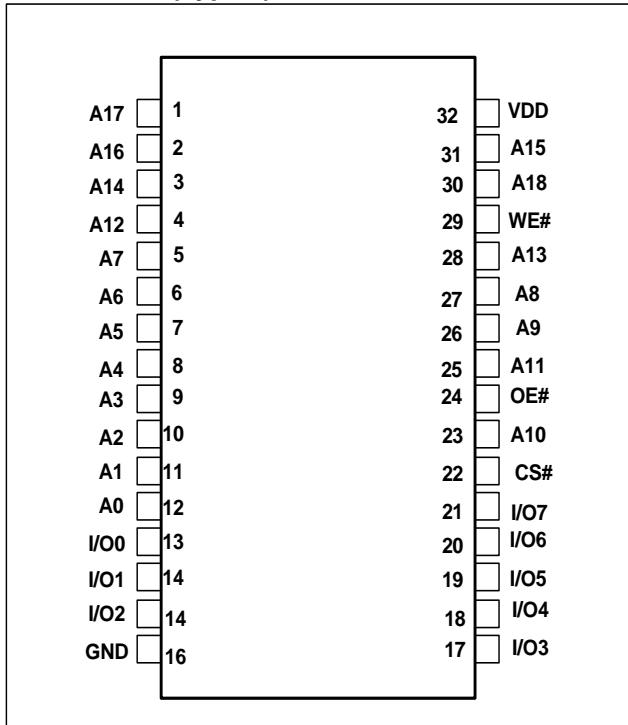 A17 1 32 VDD
A16 2 31 A15
A14 3 30 A18
A12 4 29 WE#
A7 5 28 A13
A6 6 27 A8
A5 7 26 A9
A4 8 25 A11
A3 9 24 OE#
A2 10 23 A10
A1 11 22 CS#
A0 12 21 I/O7
I/O0 13 20 I/O6
I/O1 14 19 I/O5
I/O2 14 18 I/O4
GND 16 17 I/O3